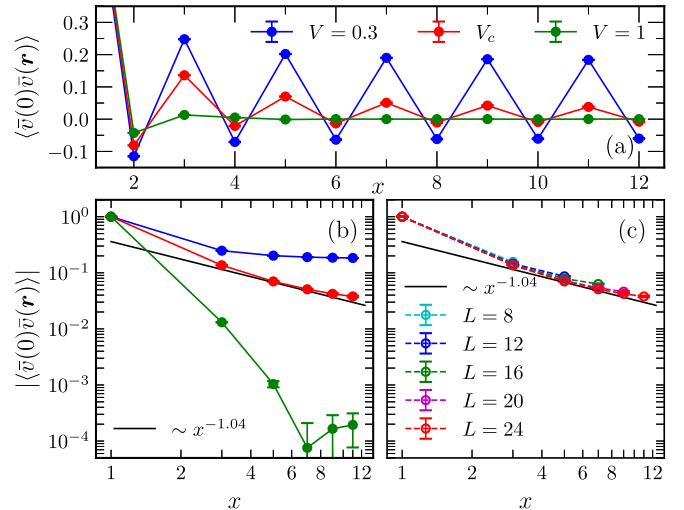 ⟨v̄(0)v̄(r)⟩
0.3
0.2
0.1
0.0
−0.1
V = 0.3
V_c
V = 1
(a)
2 4 6 8 10 12
x
|⟨v̄(0)v̄(r)⟩|
10^0
10^{-1}
10^{-2}
10^{-3}
10^{-4}
(b)
∼ x^{-1.04}
1 2 4 6 8 12
x
(c)
∼ x^{-1.04}
L = 8
L = 12
L = 16
L = 20
L = 24
1 2 4 6 8 12
x